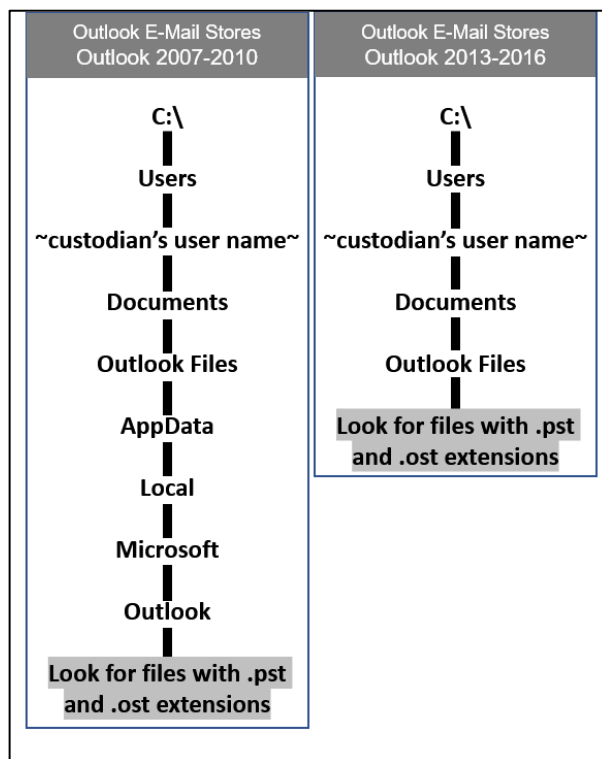 Outlook E-Mail Stores
Outlook 2007-2010
C:\
Users
~custodian's user name~
Documents
Outlook Files
AppData
Local
Microsoft
Outlook
Look for files with .pst
and .ost extensions
Outlook E-Mail Stores
Outlook 2013-2016
C:\
Users
~custodian's user name~
Documents
Outlook Files
Look for files with .pst
and .ost extensions